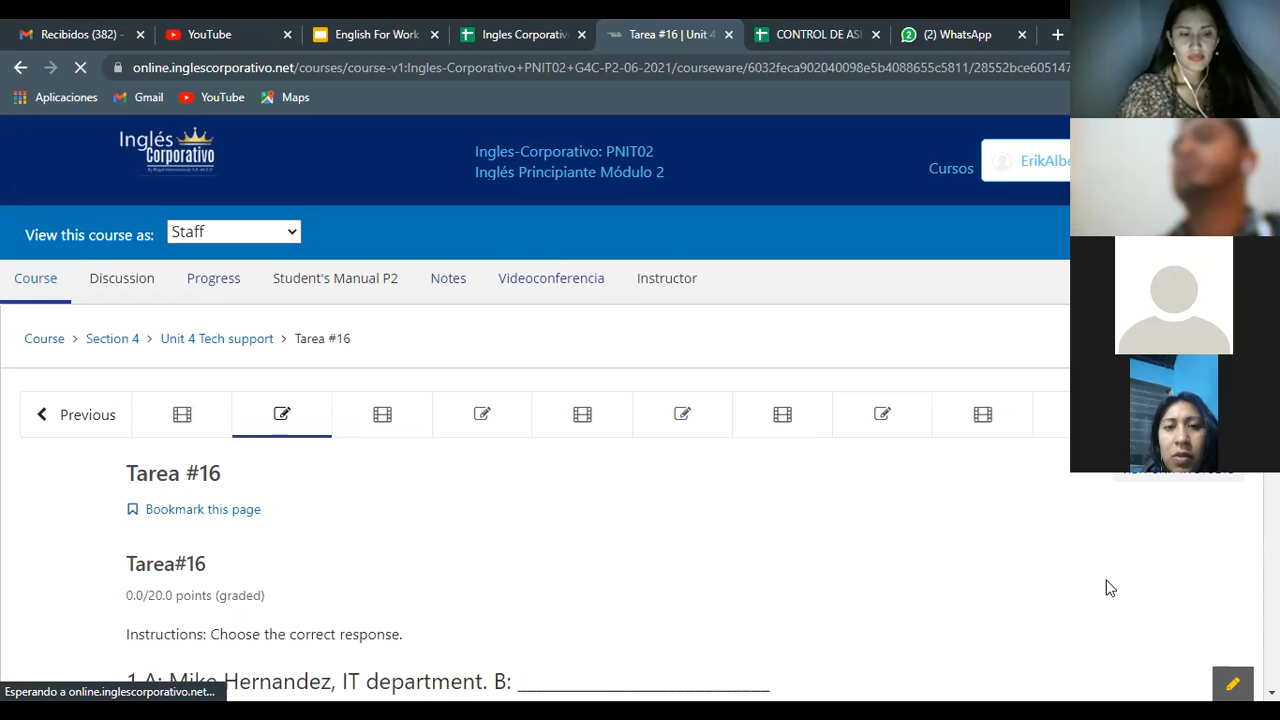 Recibidos (382) -
YouTube
English For Work
Ingles Corporativ
Tarea #16 | Unit 4
CONTROL DE ASI
(2) WhatsApp
online.inglescorporativo.net/courses/course-v1:Ingles-Corporativo+PNIT02+G4C-P2-06-2021/courseware/6032feca902040098e5b4088655c5811/28552bce605147
Aplicaciones
Gmail
YouTube
Maps
Inglés
Corporativo
Ingles-Corporativo: PNIT02
Inglés Principiante Módulo 2
Cursos
ErikAlbe
View this course as:
Staff
Course
Discussion
Progress
Student's Manual P2
Notes
Videoconferencia
Instructor
Course > Section 4 > Unit 4 Tech support > Tarea #16
Previous
Tarea #16
Bookmark this page
Tarea#16
0.0/20.0 points (graded)
Instructions: Choose the correct response.
1 A: Mike Hernandez, IT department. B: ___________________________
Esperando a online.inglescorporativo.net...